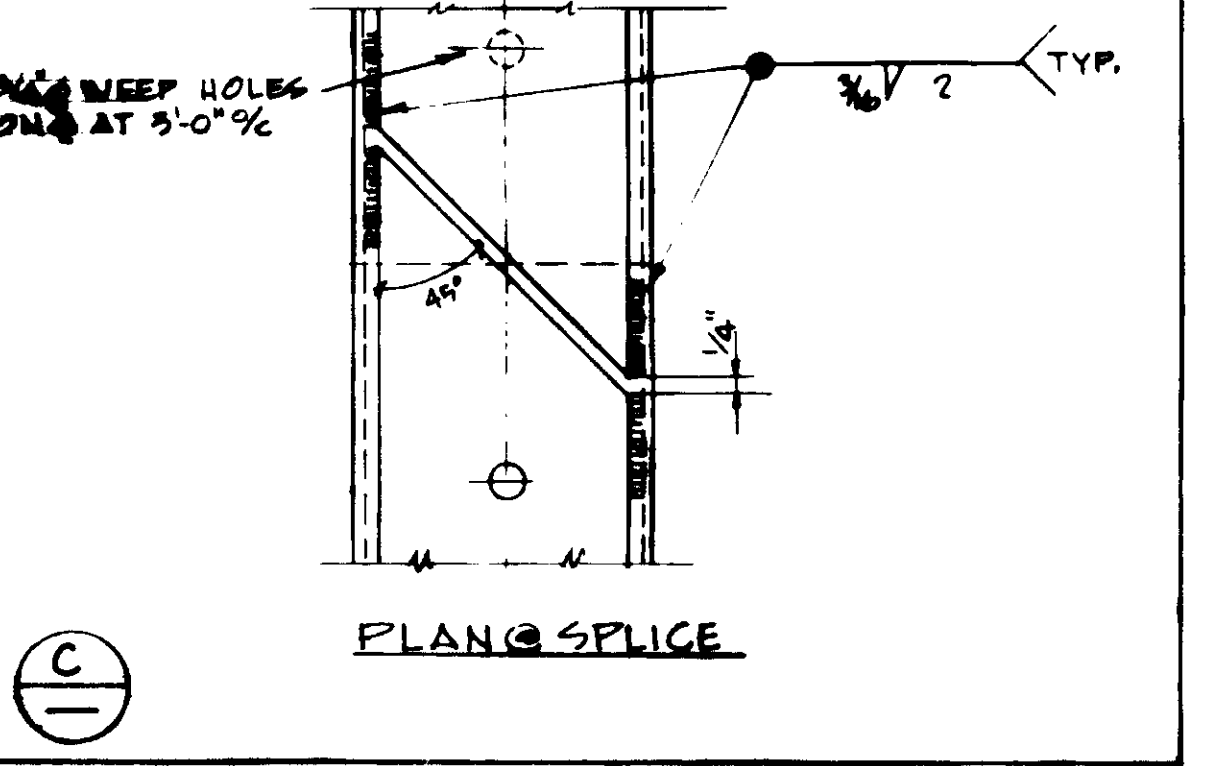 WEEP HOLES
AT 3'-0" O/C
3/16 2
TYP.
45°
1/4"
PLAN @ SPLICE
C